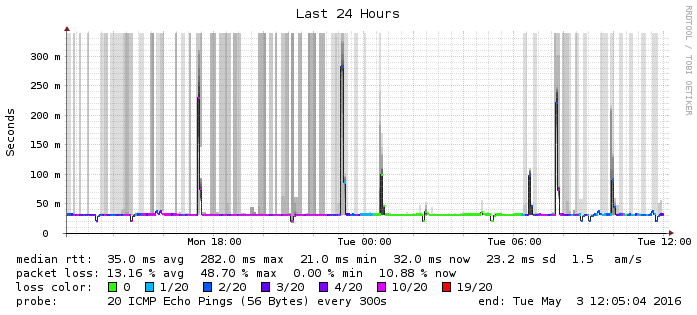 Last 24 Hours
RRDTOOL / TOBI OETIKER
Seconds
300 m
250 m
200 m
150 m
100 m
50 m
0
Mon 18:00 Tue 00:00 Tue 06:00 Tue 12:00
median rtt: 35.0 ms avg 282.0 ms max 21.0 ms min 32.0 ms now 23.2 ms sd 1.5 am/s
packet loss: 13.16 % avg 48.70 % max 0.00 % min 10.88 % now
loss color: 0 1/20 2/20 3/20 4/20 10/20 19/20
probe: 20 ICMP Echo Pings (56 Bytes) every 300s end: Tue May 3 12:05:04 2016